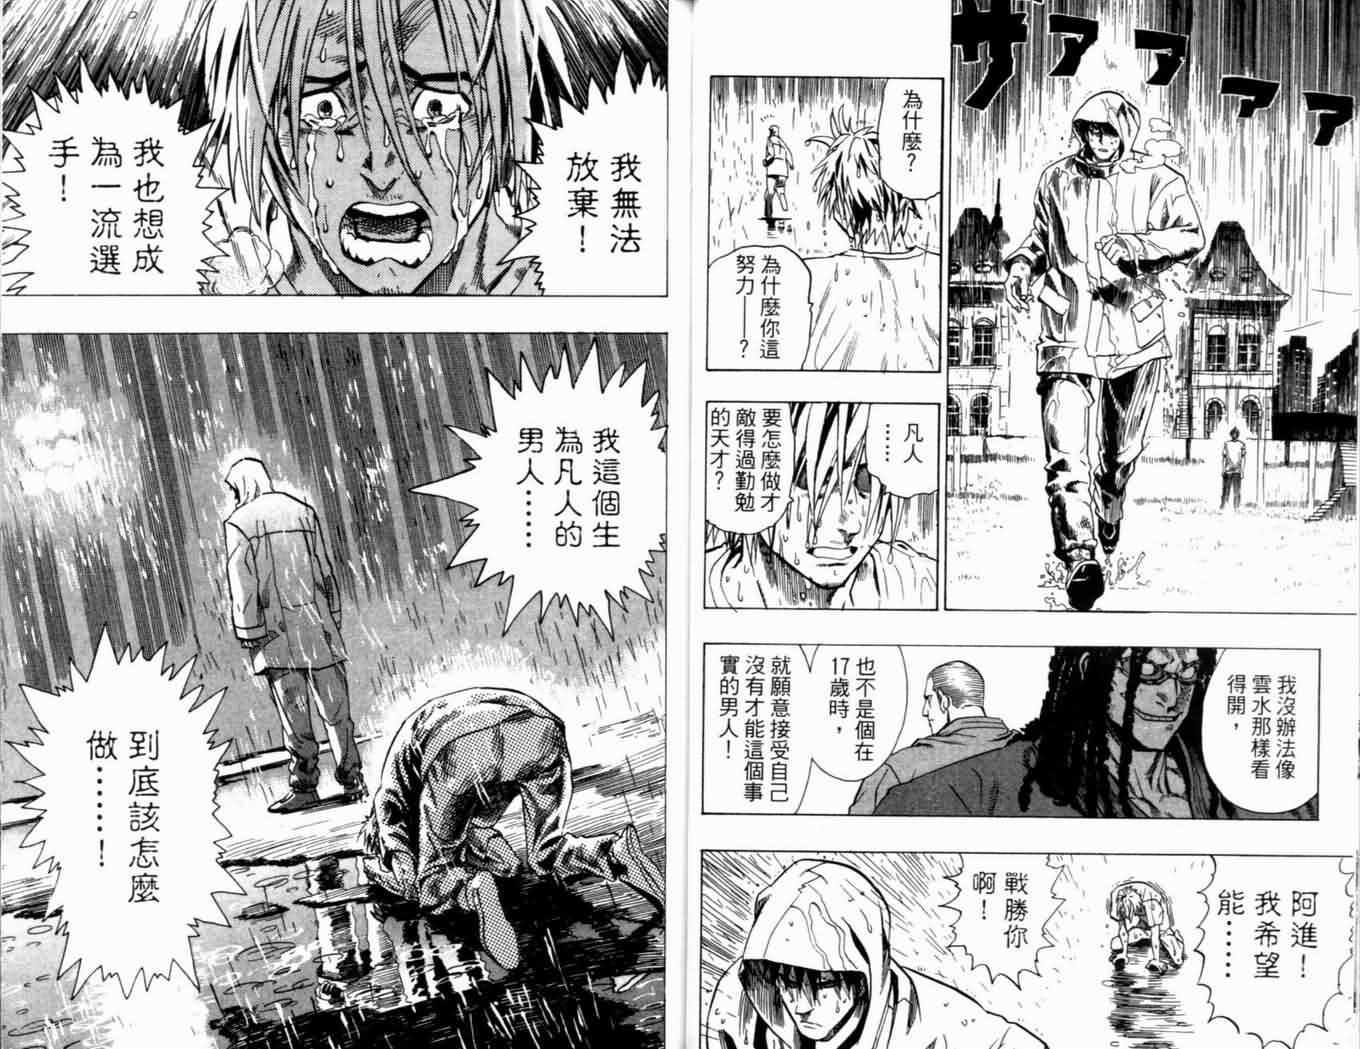 ザァァァァ
為什麼？
為什麼你這
努力——？
凡人
……
要怎麼做才
敵得過勤勉
的天才？
我沒辦法像
雲水那樣看
得開，
也不是個在
17歲時，
就願意接受自己
沒有才能這個事
實的男人！
阿進！
我希望
能……
戰勝你
啊！
我無法
放棄！
我也想成
為一流選
手！
我這個生
為凡人的
男人……
到底該怎麼
做……！